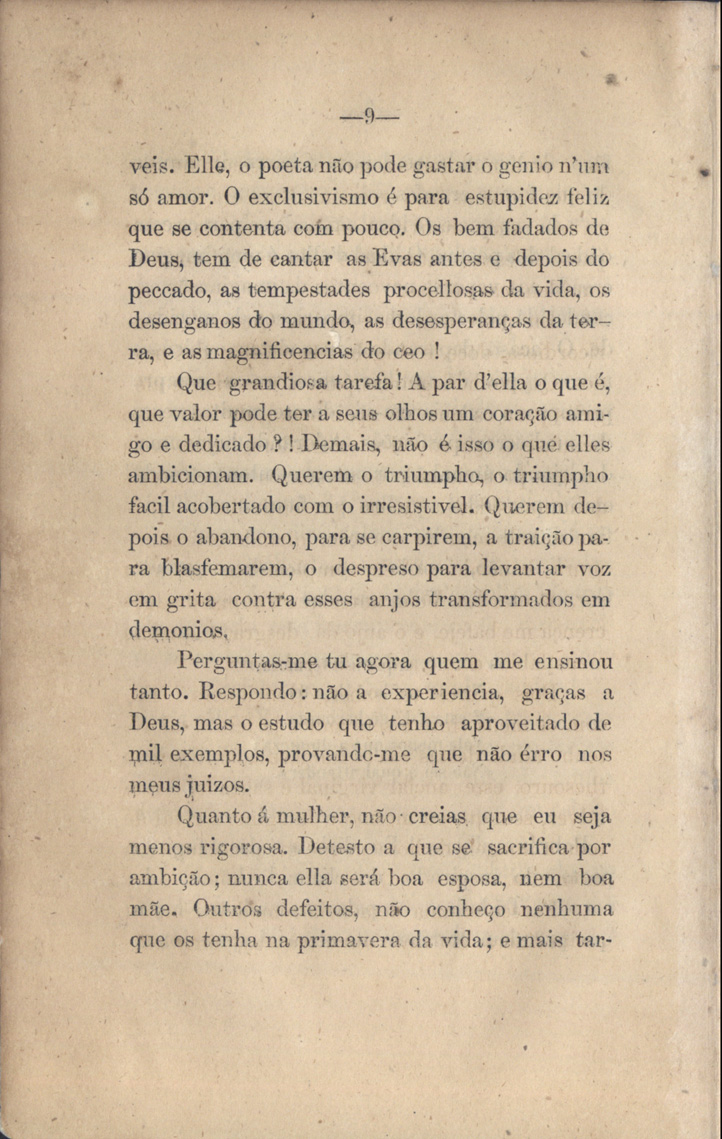 —9—
veis. Elle, o poeta não pode gastar o genio n'um
só amor. O exclusivismo é para estupidez feliz
que se contenta com pouco. Os bem fadados de
Deus, tem de cantar as Evas antes e depois do
peccado, as tempestades procellosas da vida, os
desenganos do mundo, as desesperanças da ter-
ra, e as magnificencias do ceo !
Que grandiosa tarefa! A par d'ella o que é,
que valor pode ter a seus olhos um coração ami-
go e dedicado ? ! Demais, não é isso o que elles
ambicionam. Querem o triumpho, o triumpho
facil acobertado com o irresistivel. Querem de-
pois o abandono, para se carpirem, a traição pa-
ra blasfemarem, o despreso para levantar voz
em grita contra esses anjos transformados em
demonios.
Perguntas-me tu agora quem me ensinou
tanto. Respondo: não a experiencia, graças a
Deus, mas o estudo que tenho aproveitado de
mil exemplos, provando-me que não érro nos
meus juizos.
Quanto á mulher, não creias que eu seja
menos rigorosa. Detesto a que se sacrifica por
ambição; nunca ella será boa esposa, nem boa
mãe. Outros defeitos, não conheço nenhuma
que os tenha na primavera da vida; e mais tar-